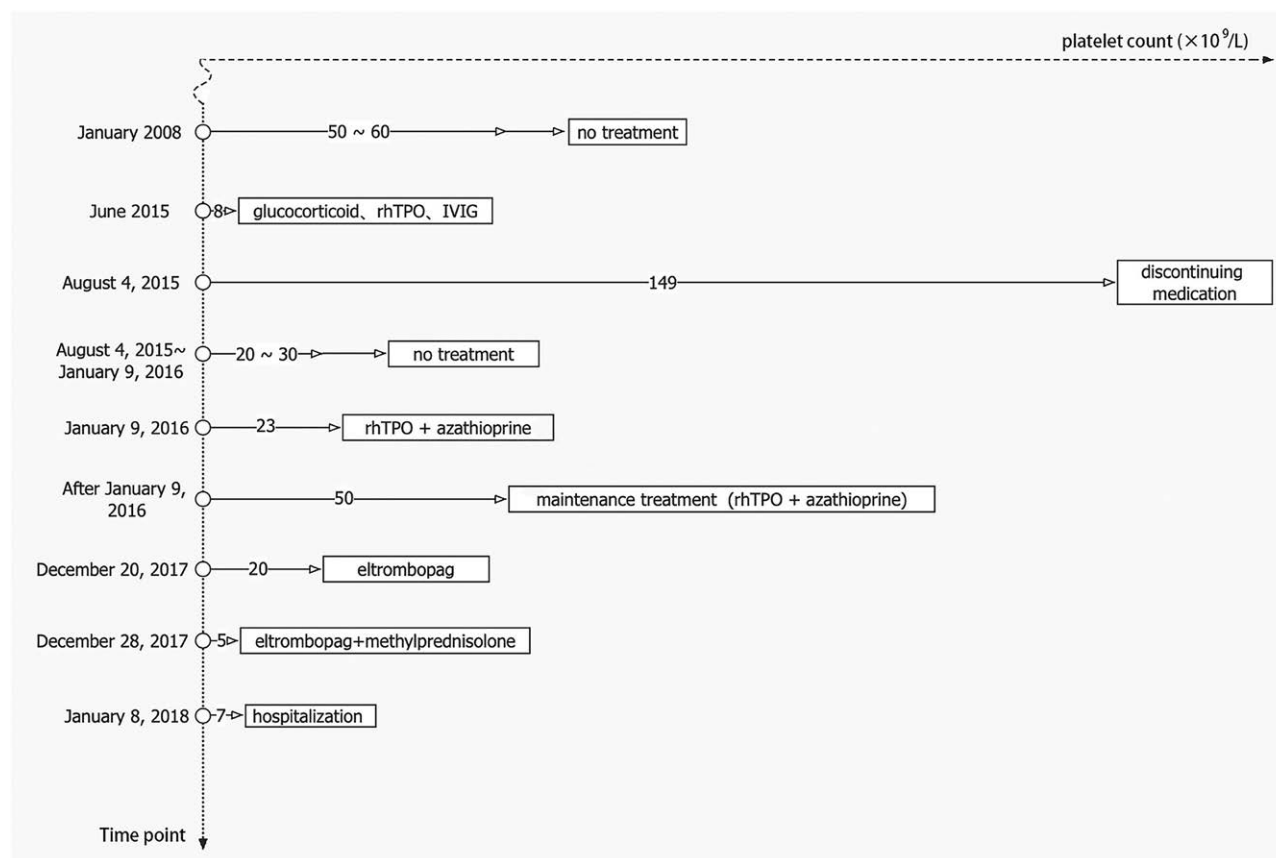 platelet count (×10⁹/L)
January 2008 50 ~ 60 no treatment
June 2015 8 glucocorticoid、rhTPO、IVIG
August 4, 2015 149 discontinuing
medication
August 4, 2015~
January 9, 2016
20 ~ 30 no treatment
January 9, 2016 23 rhTPO + azathioprine
After January 9,
2016
50 maintenance treatment (rhTPO + azathioprine)
December 20, 2017 20 eltrombopag
December 28, 2017 5 eltrombopag+methylprednisolone
January 8, 2018 7 hospitalization
Time point